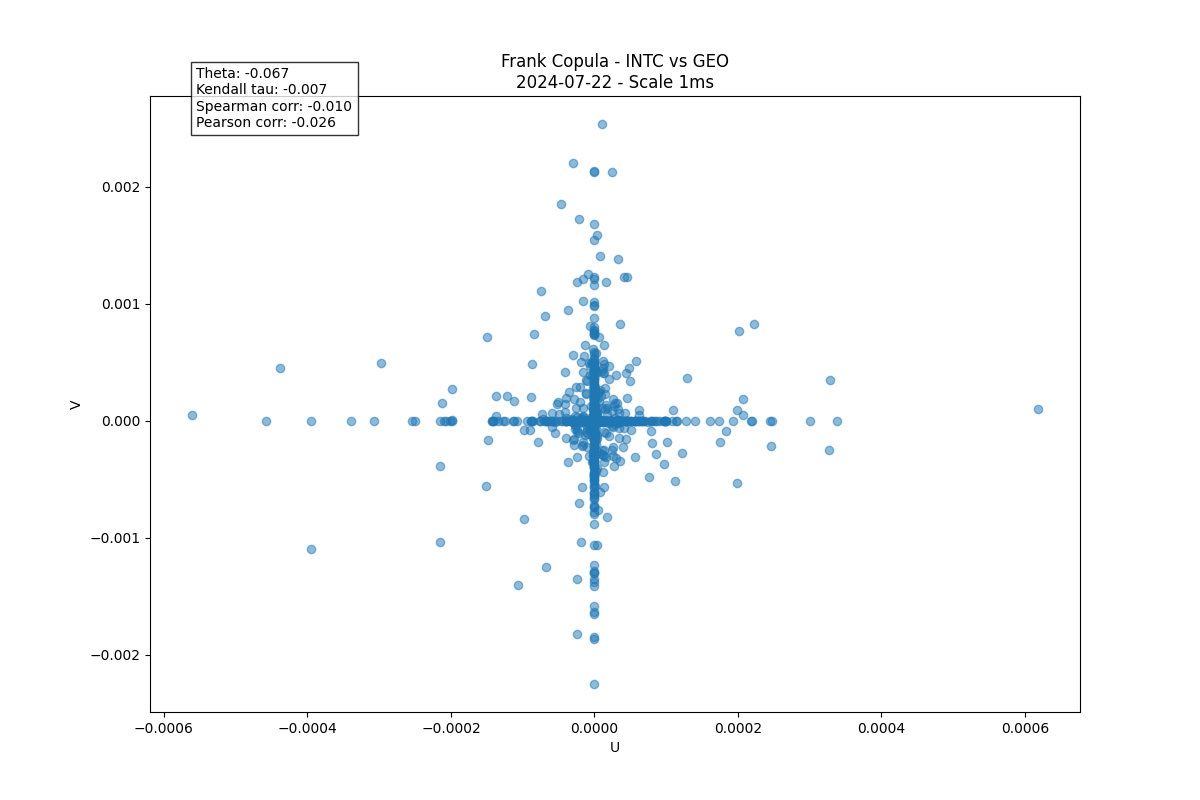 Frank Copula - INTC vs GEO
2024-07-22 - Scale 1ms
Theta: -0.067
Kendall tau: -0.007
Spearman corr: -0.010
Pearson corr: -0.026
V
0.002
0.001
0.000
−0.001
−0.002
−0.0006 −0.0004 −0.0002 0.0000 0.0002 0.0004 0.0006
U